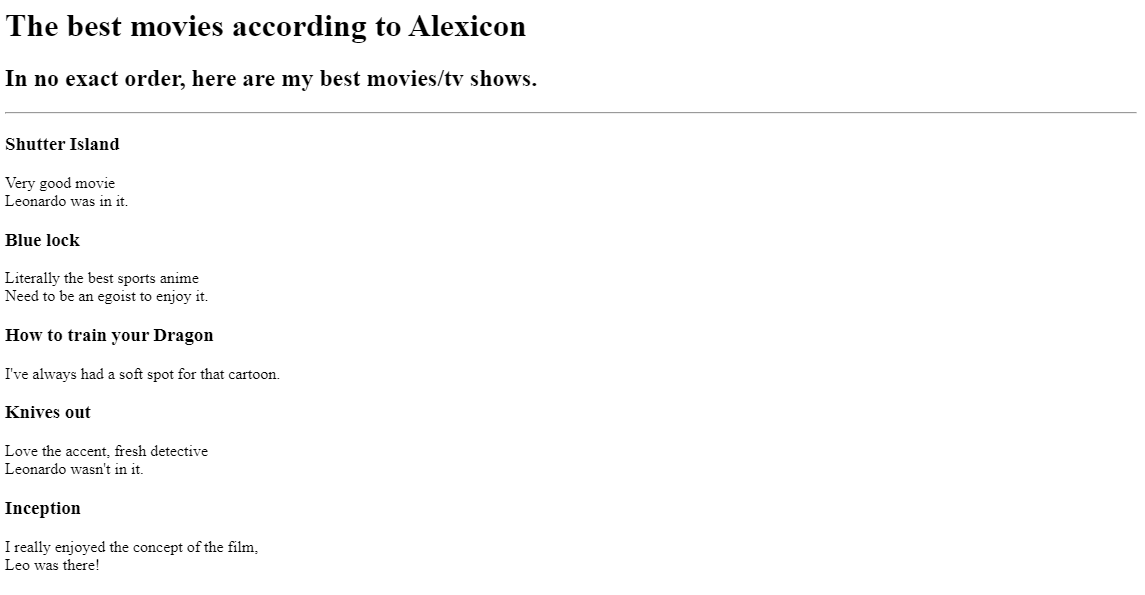 The best movies according to Alexicon
In no exact order, here are my best movies/tv shows.
Shutter Island
Very good movie
Leonardo was in it.
Blue lock
Literally the best sports anime
Need to be an egoist to enjoy it.
How to train your Dragon
I've always had a soft spot for that cartoon.
Knives out
Love the accent, fresh detective
Leonardo wasn't in it.
Inception
I really enjoyed the concept of the film,
Leo was there!